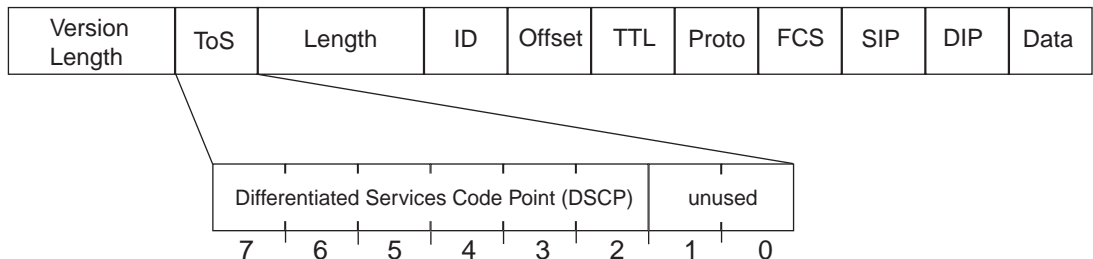 Version Length ToS Length ID Offset TTL Proto FCS SIP DIP Data
Differentiated Services Code Point (DSCP) unused
7 6 5 4 3 2 1 0